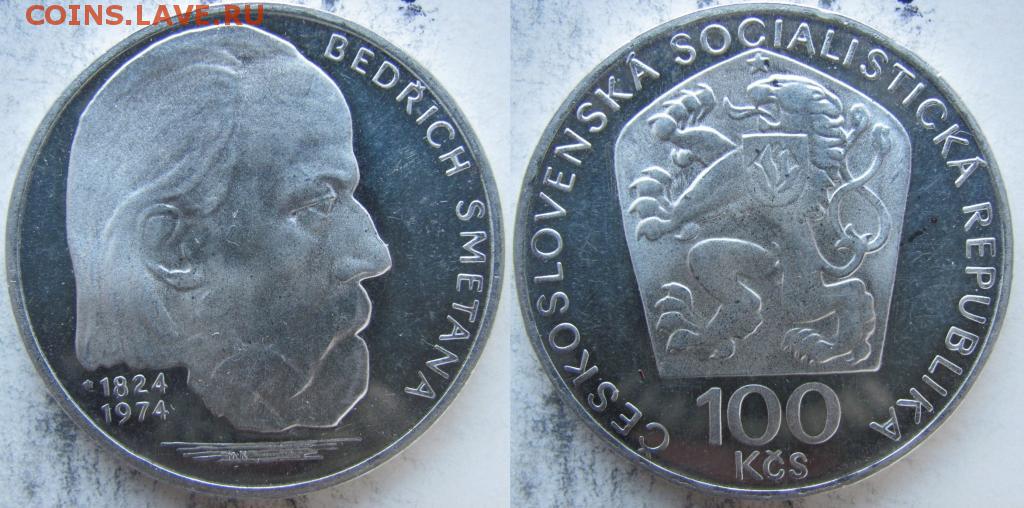 COINS.LAVE.RU
BEDŘICH SMETANA
*1824
1974
ČESKOSLOVENSKÁ SOCIALISTICKÁ REPUBLIKA
100
KČS